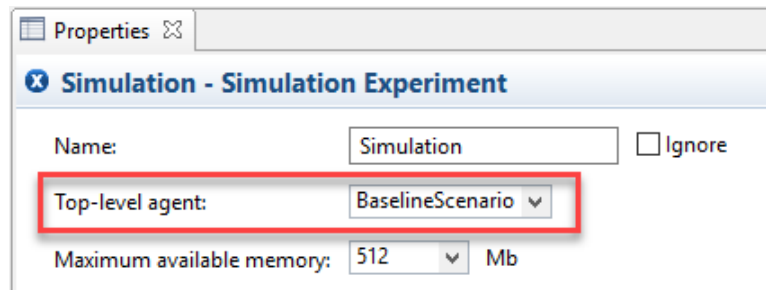 Properties
Simulation - Simulation Experiment
Name: Simulation Ignore
Top-level agent: BaselineScenario
Maximum available memory: 512 Mb